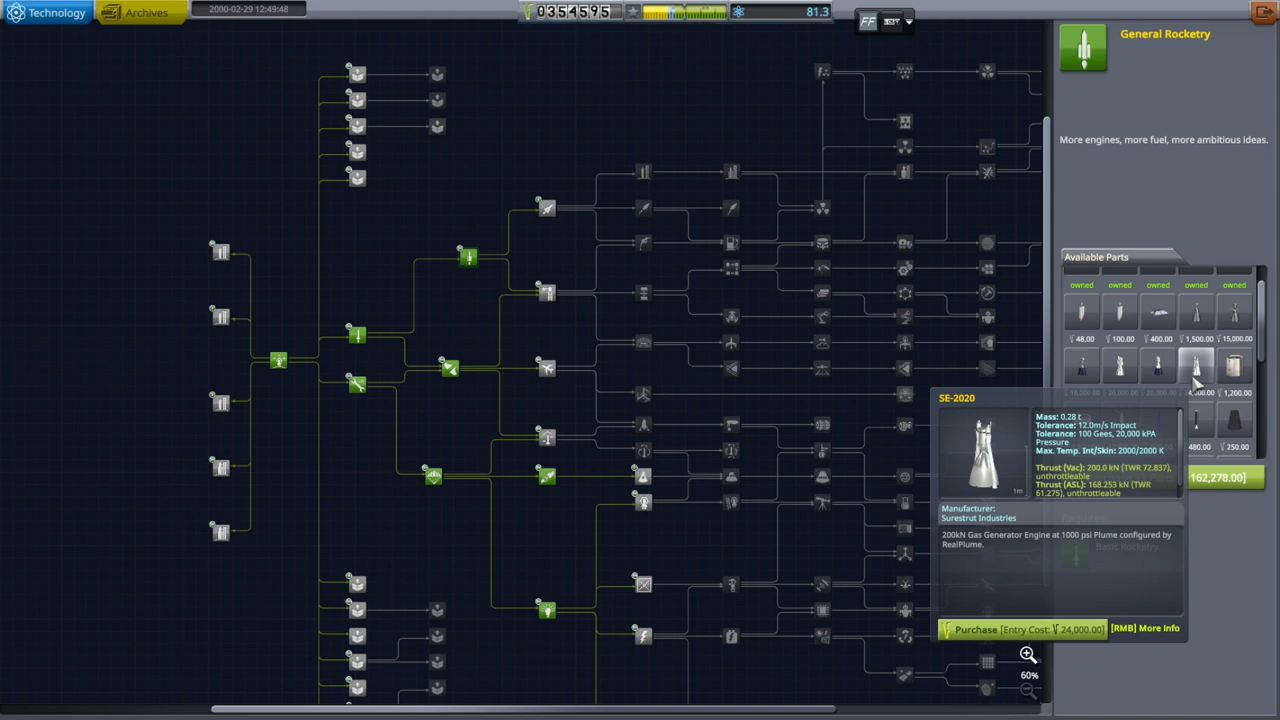 Technology
Archives
2000-02-29 12:49:48
0354595
81.3
FF
General Rocketry
More engines, more fuel, more ambitious ideas.
Available Parts
owned owned owned owned owned
48.00 100.00 400.00 1,500.00 15,000.00
1,200.00
480.00 250.00
162,278.00]
Basic Rocketry
SE-2020
Mass: 0.28 t
Tolerance: 12.0m/s Impact
Tolerance: 100 Gees, 20,000 kPA
Pressure
Max. Temp. Int/Skin: 2000/2000 K
Thrust (Vac): 200.0 kN (TWR
72.837), unthrottleable
Thrust (ASL): 168.253 kN (TWR
61.275), unthrottleable
1m
Manufacturer:
Surestrut Industries
200kN Gas Generator Engine at 1000 psi Plume configured by
RealPlume.
Purchase [Entry Cost: 24,000.00] [RMB] More Info
60%